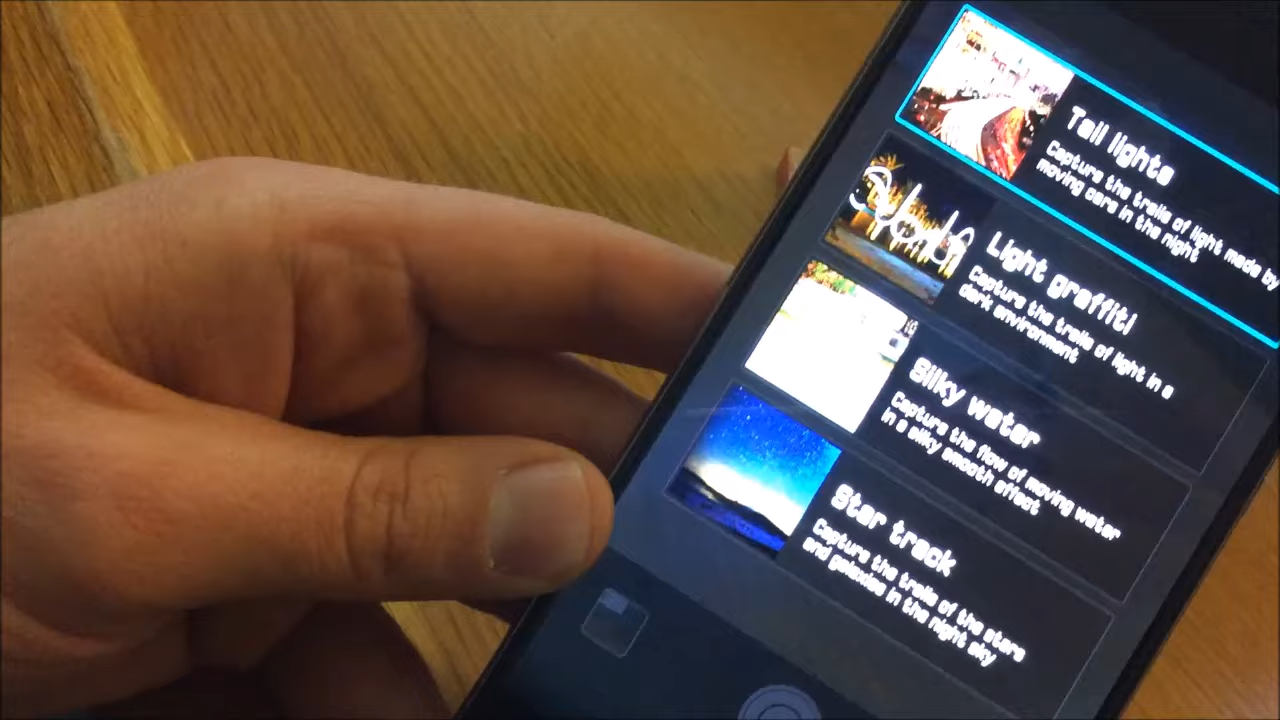 Tail lights
Capture the trails of light made by
moving cars in the night
Light graffiti
Capture the trails of light in a
dark environment
Silky water
Capture the flow of moving water
in a silky smooth effect
Star track
Capture the trails of the stars
and galaxies in the night sky